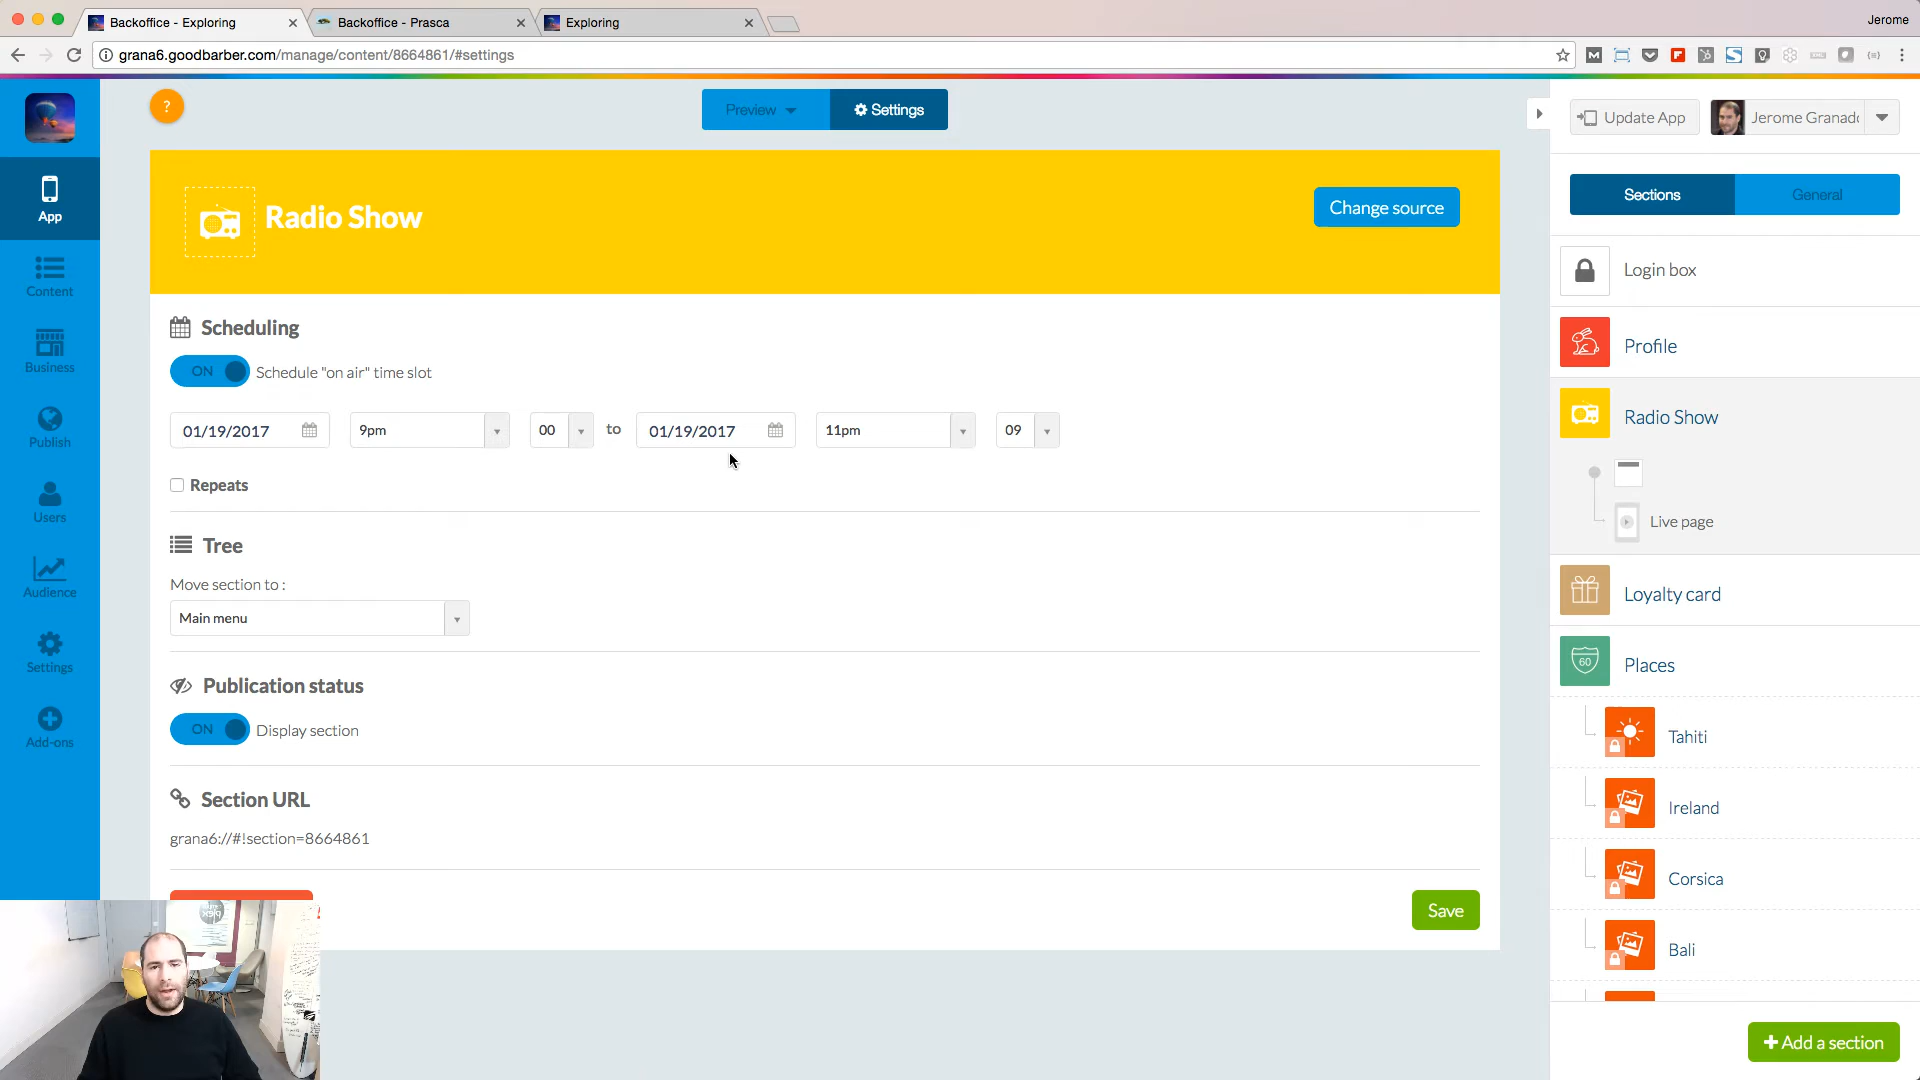 Backoffice - Exploring
Backoffice - Prasca
Exploring
Jerome
grana6.goodbarber.com/manage/content/8664861/#settings
?
Preview
Settings
Update App
Jerome Granad
App
Content
Business
Publish
Users
Audience
Settings
Add-ons
Radio Show
Change source
Scheduling
ON
Schedule "on air" time slot
01/19/2017
9pm
00
to
01/19/2017
11pm
09
Repeats
Tree
Move section to :
Main menu
Publication status
ON
Display section
Section URL
grana6://#!section=8664861
Save
Sections
General
Login box
Profile
Radio Show
Live page
Loyalty card
60
Places
Tahiti
Ireland
Corsica
Bali
Add a section